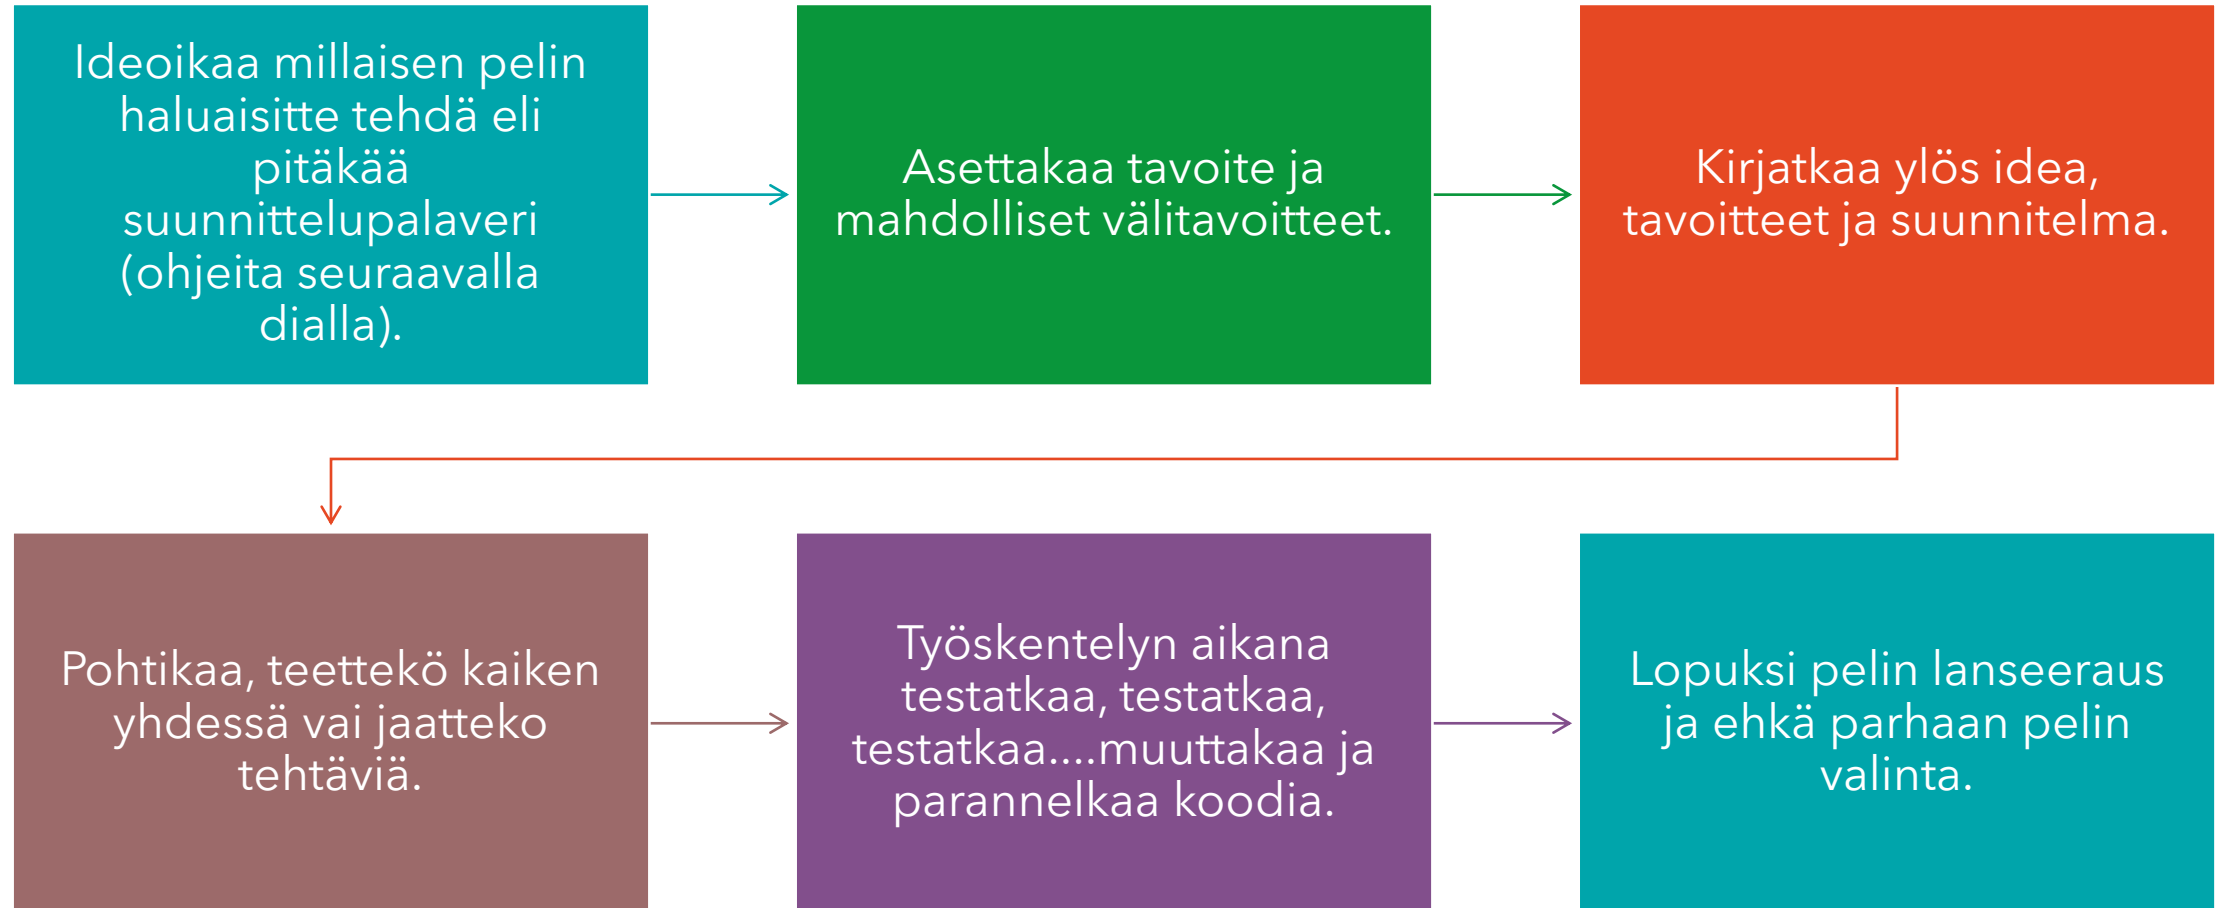 Ideoikaa millaisen pelin
haluaisitte tehdä eli
pitäkää
suunnittelupalaveri
(ohjeita seuraavalla
dialla).
Asettakaa tavoite ja
mahdolliset välitavoitteet.
Kirjatkaa ylös idea,
tavoitteet ja suunnitelma.
Pohtikaa, teettekö kaiken
yhdessä vai jaatteko
tehtäviä.
Työskentelyn aikana
testatkaa, testatkaa,
testatkaa....muuttakaa ja
parannelkaa koodia.
Lopuksi pelin lanseeraus
ja ehkä parhaan pelin
valinta.